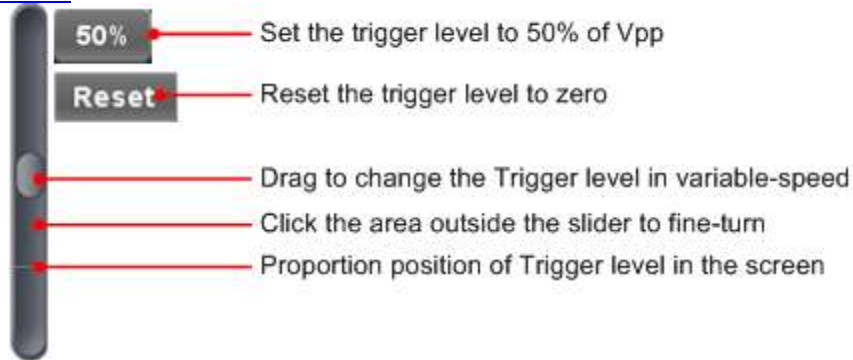 50% Set the trigger level to 50% of Vpp
Reset Reset the trigger level to zero
Drag to change the Trigger level in variable-speed
Click the area outside the slider to fine-turn
Proportion position of Trigger level in the screen